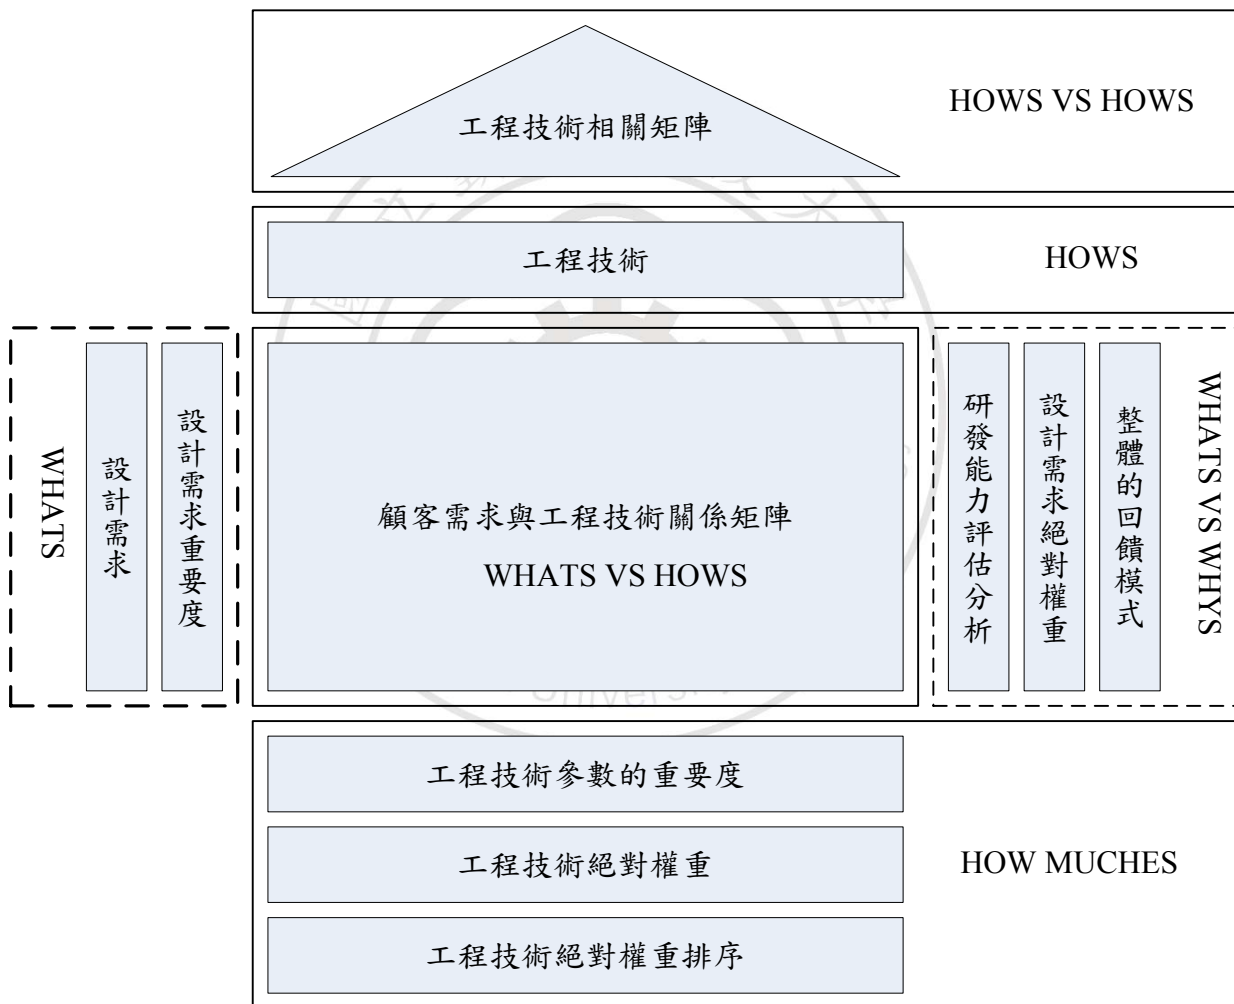 工程技術相關矩陣
HOWS VS HOWS
工程技術
HOWS
WHATS
設計需求
設計需求重要度
顧客需求與工程技術關係矩陣
WHATS VS HOWS
研發能力評估分析
設計需求絕對權重
整體的回饋模式
WHATS VS WHYS
工程技術參數的重要度
工程技術絕對權重
HOW MUCHES
工程技術絕對權重排序